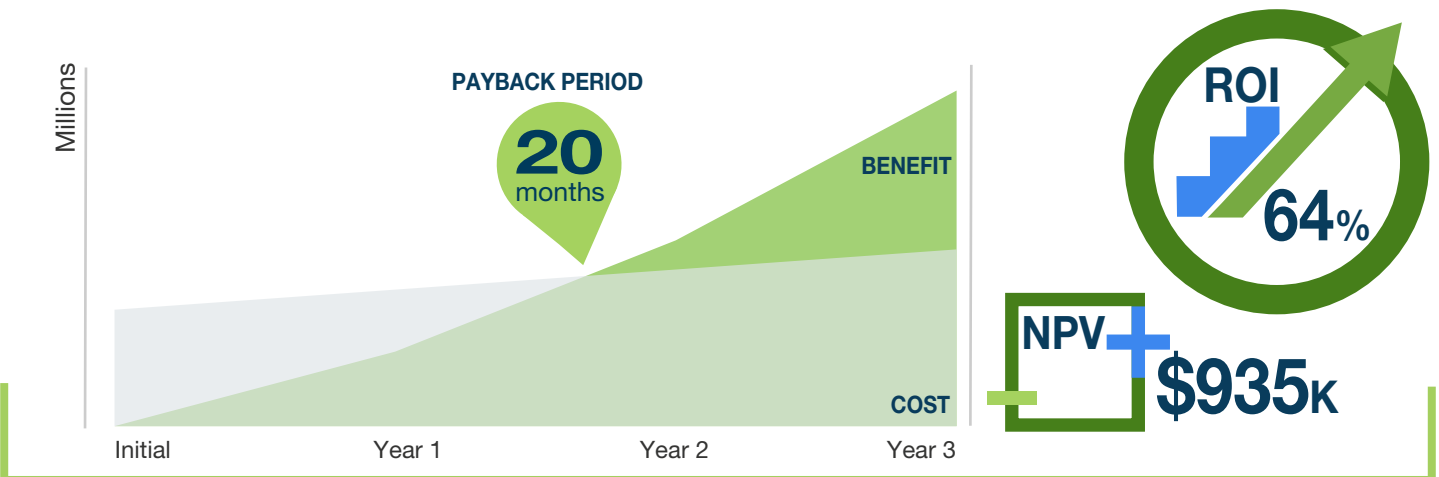 Millions
PAYBACK PERIOD
20
months
BENEFIT
COST
Initial
Year 1
Year 2
Year 3
ROI
64%
NPV
$935K